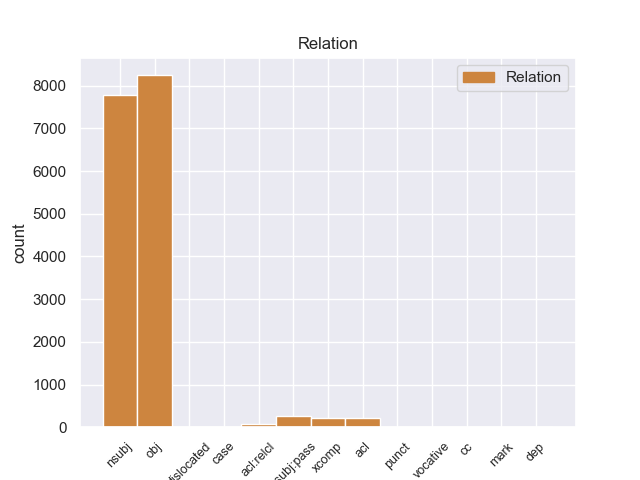 Relation
Relation
count
8000
7000
6000
5000
4000
3000
2000
1000
0
nsubj
obj
dislocated
case
acl:relcl
nsubj:pass
xcomp
acl
punct
vocative
cc
mark
dep